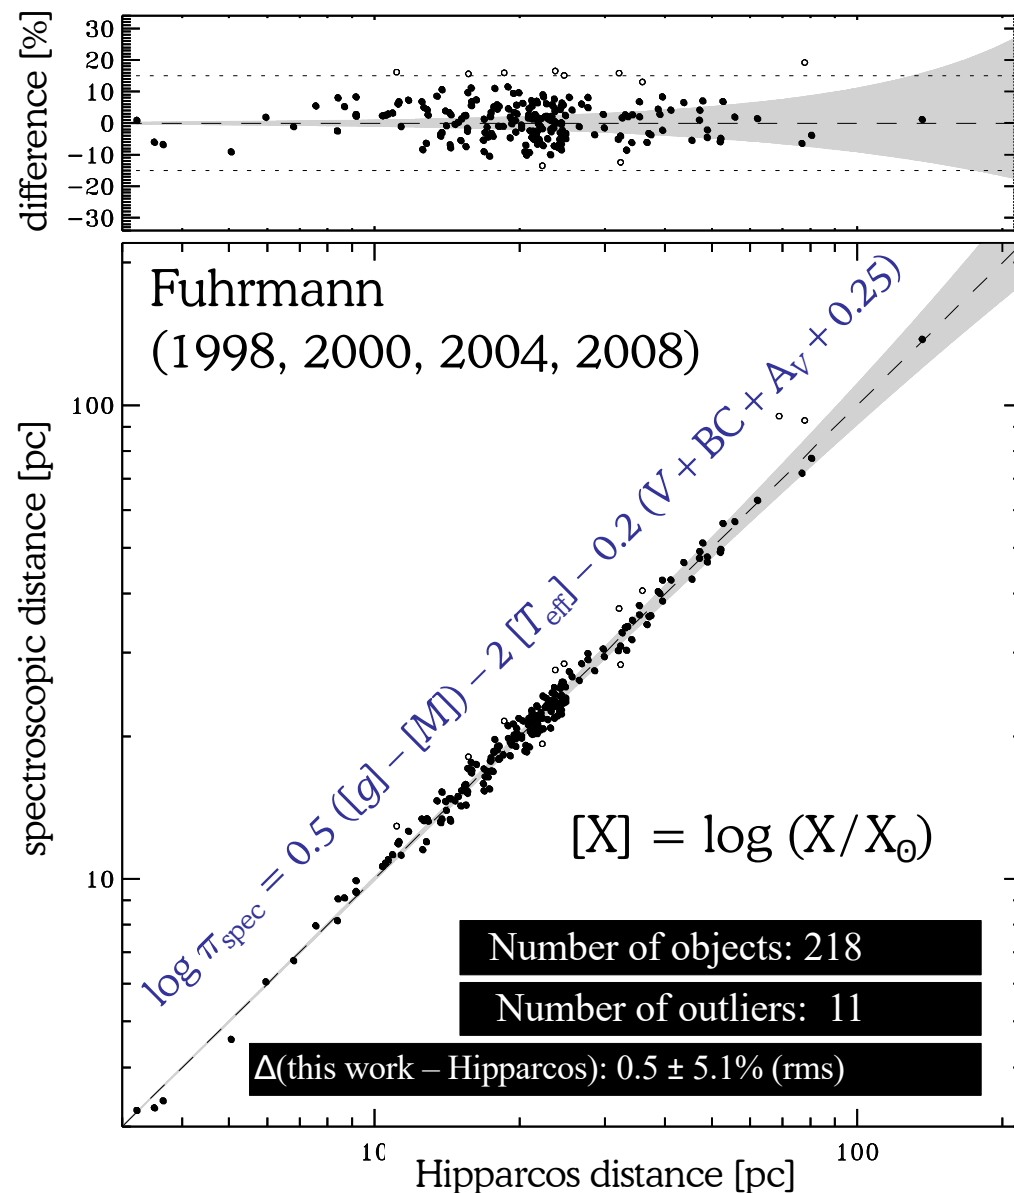 difference [%]
30
20
10
0
−10
−20
−30
Fuhrmann
(1998, 2000, 2004, 2008)
log π_spec = 0.5 ([g] − [M]) − 2 [T_eff] − 0.2 (V + BC + A_V + 0.25)
spectroscopic distance [pc]
100
10
[X] = log (X/X_0)
Number of objects: 218
Number of outliers: 11
Δ(this work – Hipparcos): 0.5 ± 5.1% (rms)
10
100
Hipparcos distance [pc]